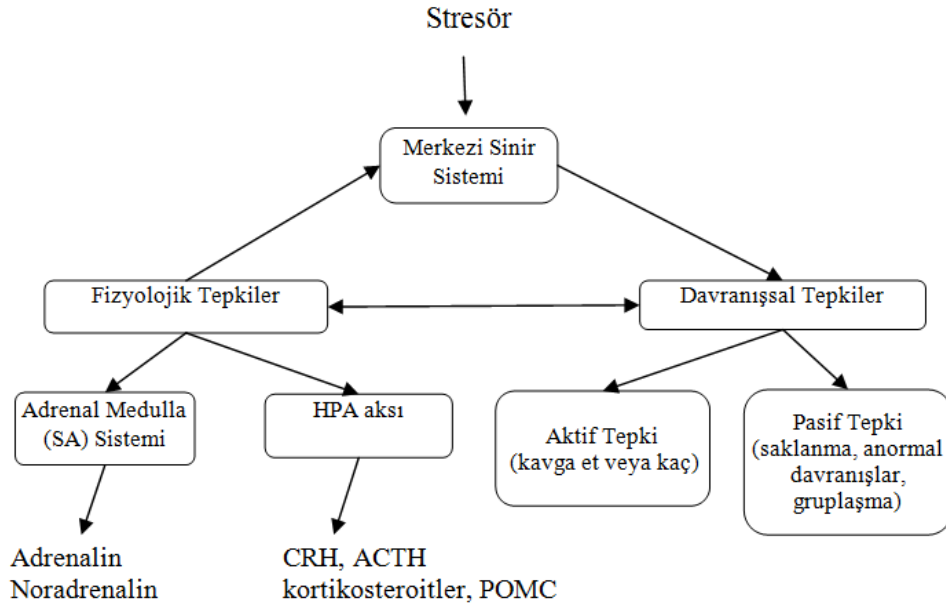 Stresör
Merkezi Sinir
Sistemi
Fizyolojik Tepkiler
Davranışsal Tepkiler
Adrenal Medulla
(SA) Sistemi
HPA aksı
Aktif Tepki
(kavga et veya kaç)
Pasif Tepki
(saklanma, anormal
davranışlar,
gruplaşma)
Adrenalin
Noradrenalin
CRH, ACTH
kortikosteroitler, POMC